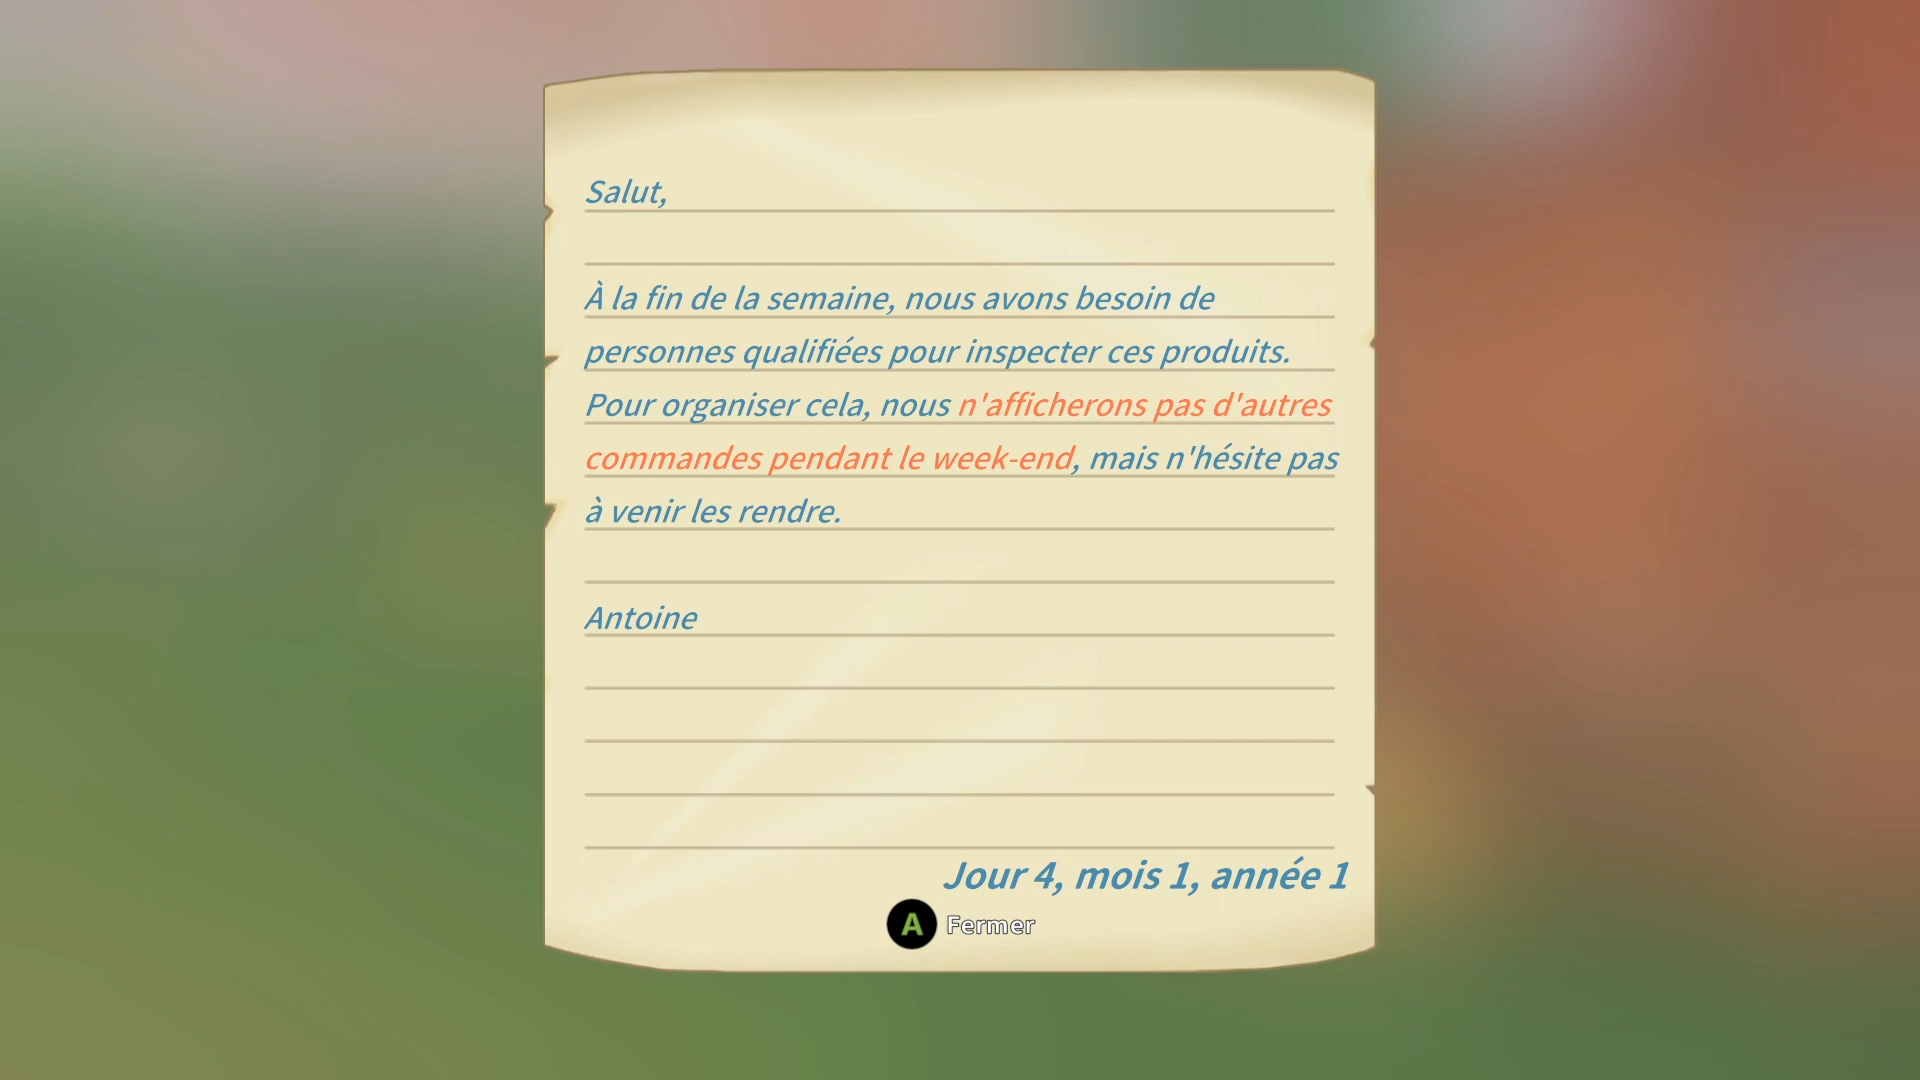 Salut,
À la fin de la semaine, nous avons besoin de
personnes qualifiées pour inspecter ces produits.
Pour organiser cela, nous n'afficherons pas d'autres
commandes pendant le week-end, mais n'hésite pas
à venir les rendre.
Antoine
Jour 4, mois 1, année 1
A Fermer